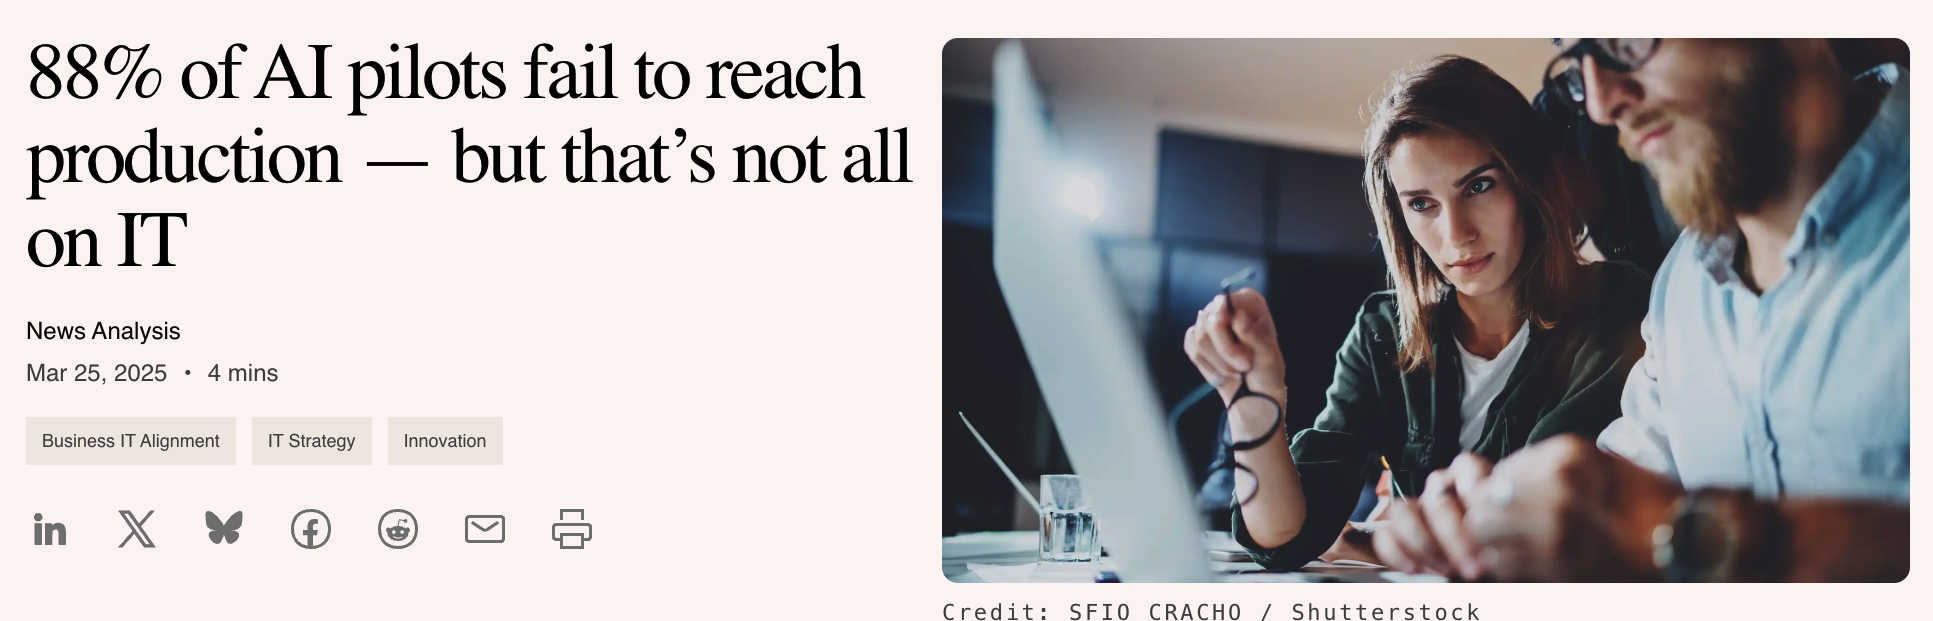 88% of AI pilots fail to reach
production — but that’s not all
on IT
News Analysis
Mar 25, 2025 • 4 mins
Business IT Alignment IT Strategy Innovation
in X f
Credit: SFIO CRACHO / Shutterstock